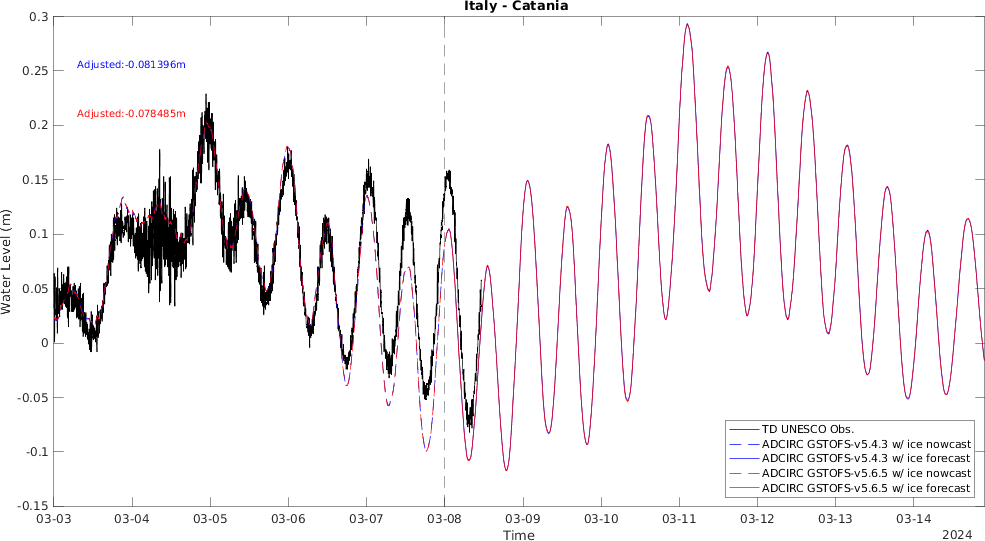 Italy - Catania
0.3
0.25
0.2
0.15
0.1
0.05
0
-0.05
-0.1
-0.15
Water Level (m)
Adjusted:-0.081396m
Adjusted:-0.078485m
TD UNESCO Obs.
ADCIRC GSTOFS-v5.4.3 w/ ice nowcast
ADCIRC GSTOFS-v5.4.3 w/ ice forecast
ADCIRC GSTOFS-v5.6.5 w/ ice nowcast
ADCIRC GSTOFS-v5.6.5 w/ ice forecast
03-03 03-04 03-05 03-06 03-07 03-08 03-09 03-10 03-11 03-12 03-13 03-14
2024
Time